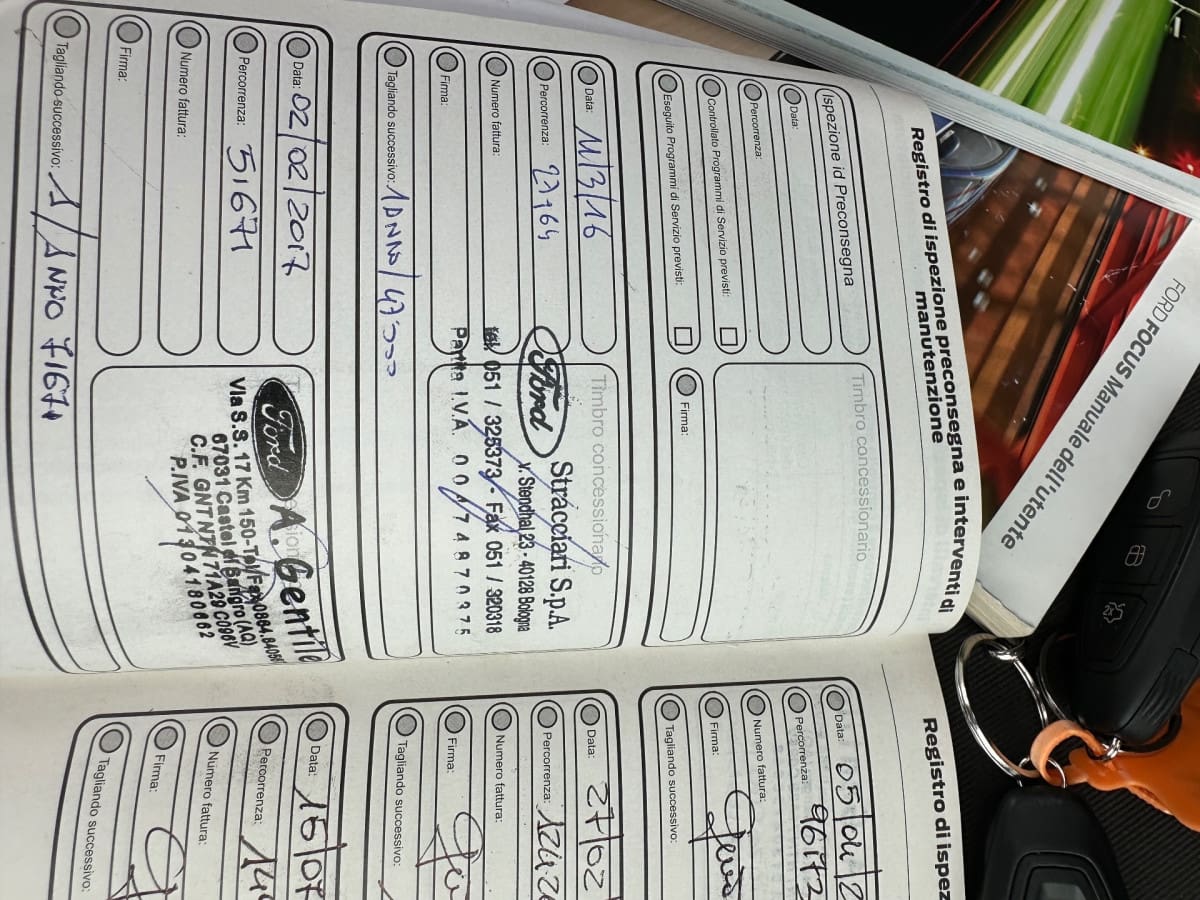 Registro di ispezione preconsegna e interventi di
manutenzione
Ispezione id Preconsegna
Data:
Percorrenza:
Controllato Programmi di Servizio previsti:
Eseguito Programmi di Servizio previsti:
Timbro concessionario
Firma:
Data: 11/3/16
Percorrenza: 27764
Numero fattura:
Firma:
Tagliando successivo: 1 ANNO/47000
Timbro concessionario
Ford
Stracciari S.p.A.
v. Stendhal, 23 - 40128 Bologna
051 / 325373 - Fax 051 / 320318
Partita I.V.A.
Data: 02/02/2017
Percorrenza: 51671
Numero fattura:
Firma:
Tagliando successivo: 1/ANNO 71671
Ford
A. Gentile
Via S.S. 17 Km 150-Tel/Fax
67031 Castel di Sangro (AQ)
C.F.
P.IVA
Registro di ispez
Data: 05/04/2
Percorrenza: 96172
Numero fattura:
Firma:
Tagliando successivo:
Data: 27/02
Percorrenza:
Numero fattura:
Firma:
Tagliando successivo:
Data: 15/07
Percorrenza:
Numero fattura:
Firma:
Tagliando successivo:
FORD FOCUS Manuale dell'utente